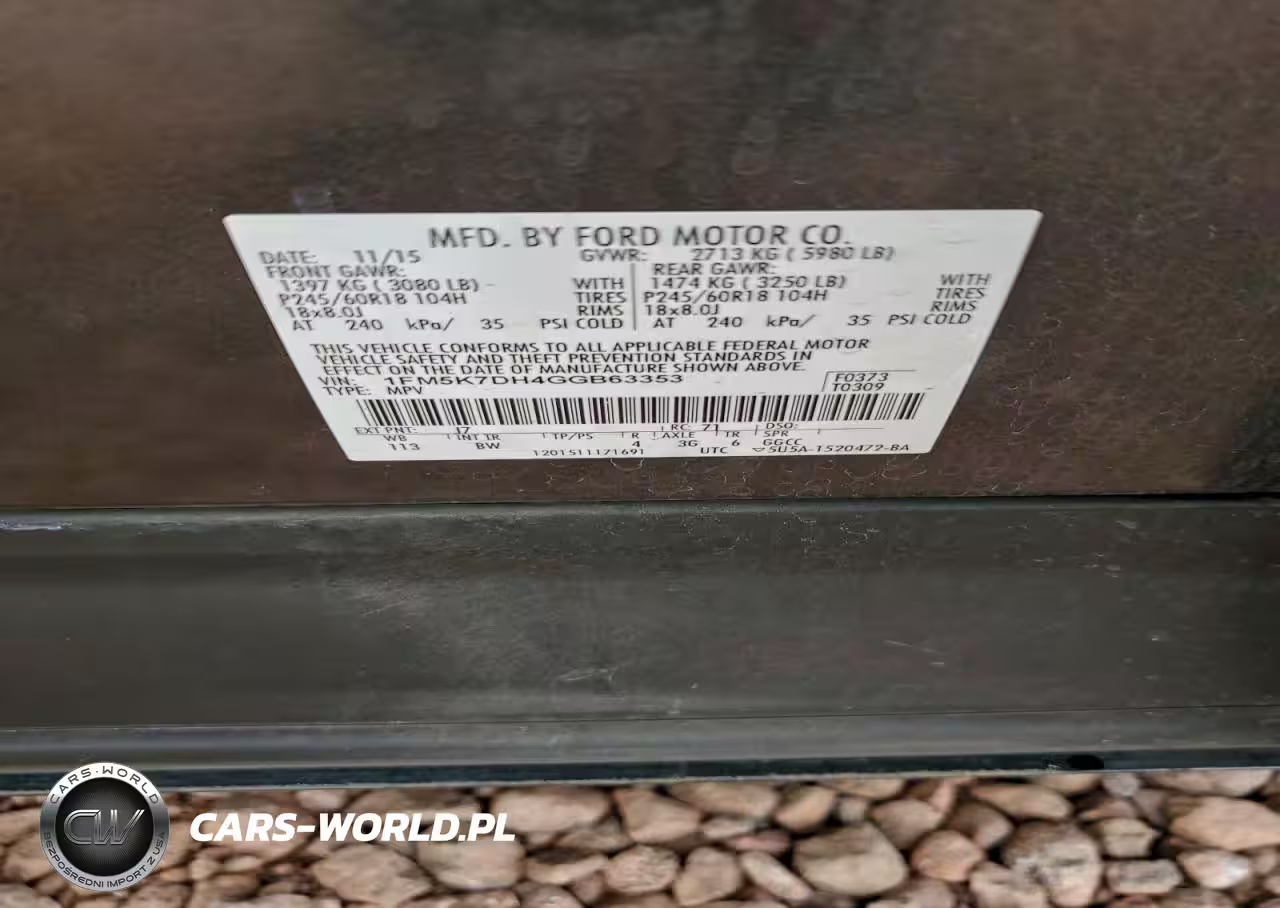 MFD. BY FORD MOTOR CO.
DATE: 11/15 GVWR: 2713 KG ( 5980 LB)
FRONT GAWR: REAR GAWR:
1397 KG ( 3080 LB) WITH 1474 KG ( 3250 LB) WITH
P245/60R18 104H TIRES P245/60R18 104H TIRES
18x8.0J RIMS 18x8.0J RIMS
AT 240 kPa/ 35 PSI COLD AT 240 kPa/ 35 PSI COLD
THIS VEHICLE CONFORMS TO ALL APPLICABLE FEDERAL MOTOR
VEHICLE SAFETY AND THEFT PREVENTION STANDARDS IN
EFFECT ON THE DATE OF MANUFACTURE SHOWN ABOVE.
VIN: 1FM5K7DH4GGB63353 F0373
TYPE: MPV T0309
EXT PNT: J7 RC: 71 DSO:
WB INT TR TP/PS R AXLE TR SPR
113 BW 4 3G 6 GGCC
1201511171691 UTC 5U5A-1520472-BA
CARS-WORLD
CW
BEZPOŚREDNI IMPORT Z USA
CARS-WORLD.PL